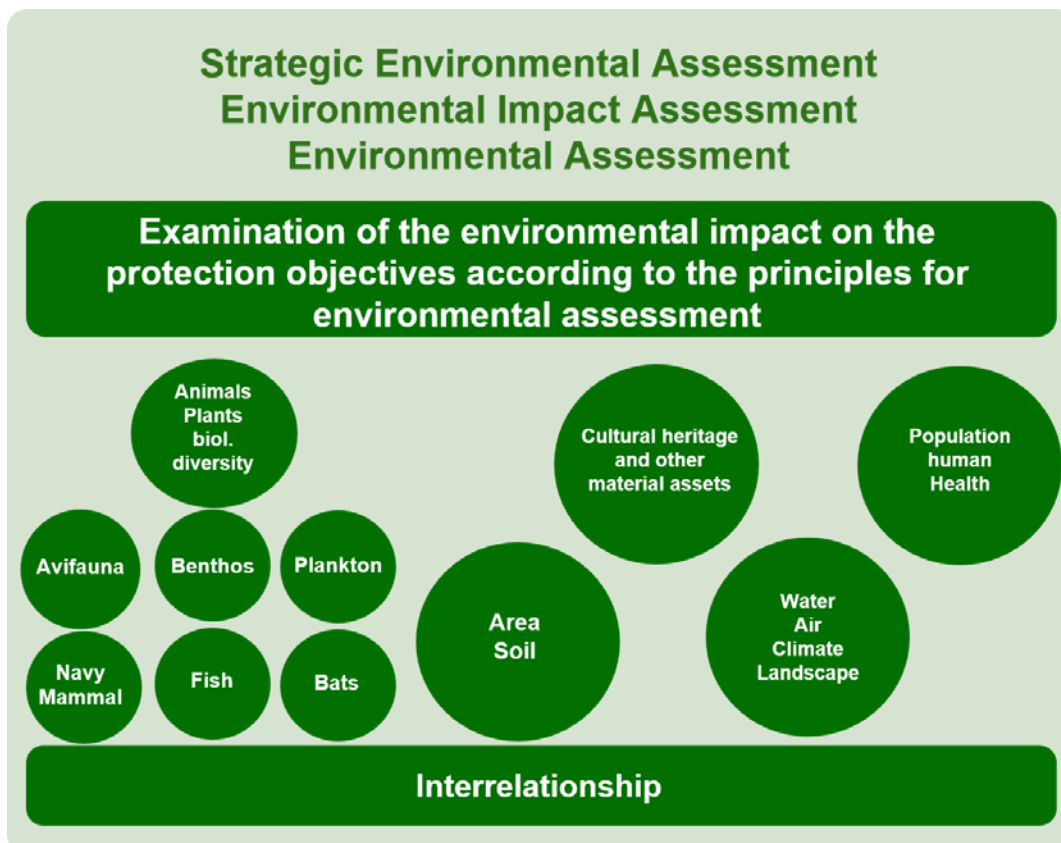 Strategic Environmental Assessment
Environmental Impact Assessment
Environmental Assessment
Examination of the environmental impact on the
protection objectives according to the principles for
environmental assessment
Animals
Plants
biol.
diversity
Cultural heritage
and other
material assets
Population
human
Health
Avifauna
Benthos
Plankton
Area
Soil
Water
Air
Climate
Landscape
Navy
Mammal
Fish
Bats
Interrelationship